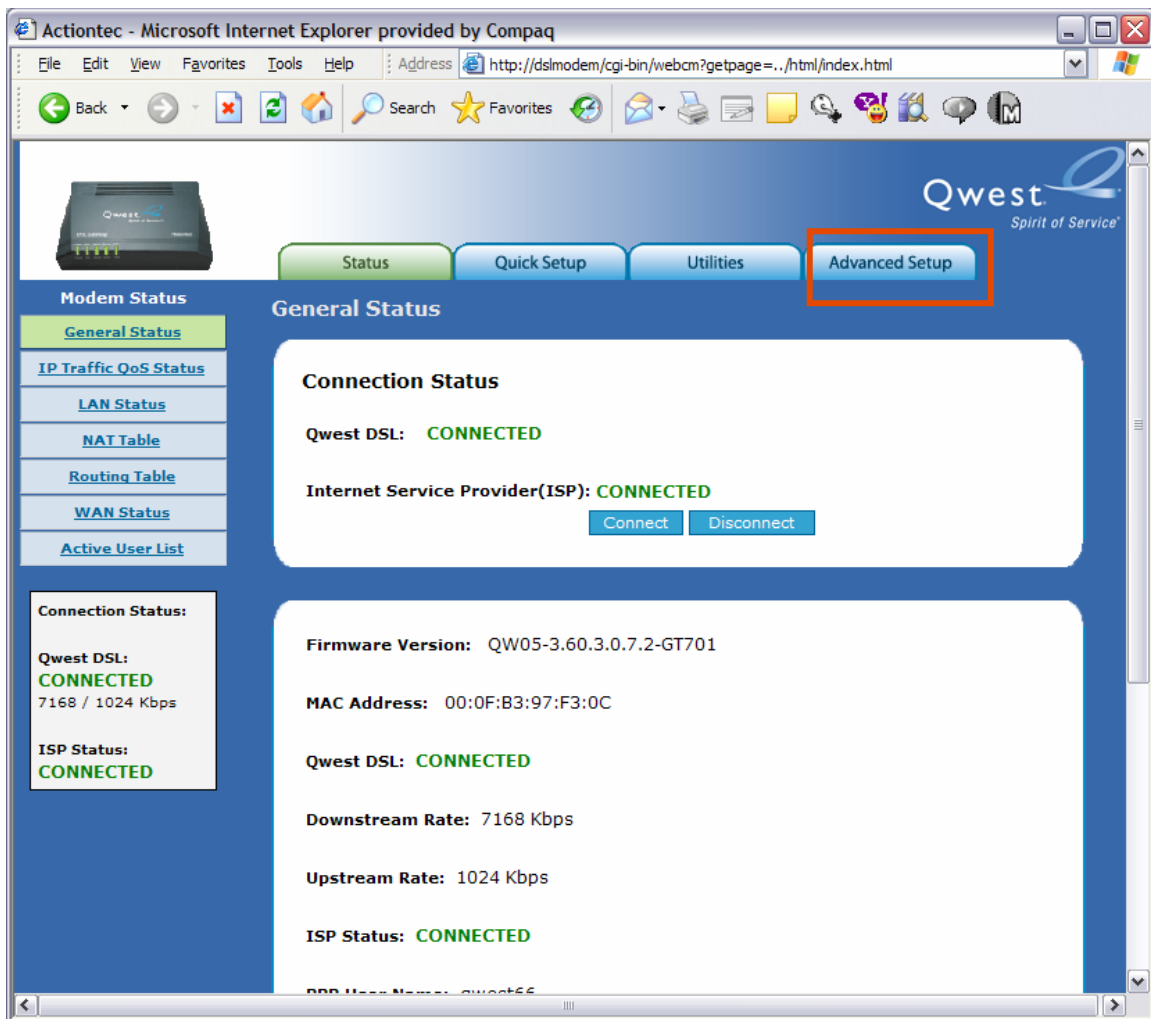 Actiontec - Microsoft Internet Explorer provided by Compaq
File Edit View Favorites Tools Help Address http://dslmodem/cgi-bin/webcm?getpage=../html/index.html
Back Search Favorites
Qwest
Qwest.
Spirit of Service
Status Quick Setup Utilities Advanced Setup
Modem Status
General Status
IP Traffic QoS Status
LAN Status
NAT Table
Routing Table
WAN Status
Active User List
Connection Status:
Qwest DSL:
CONNECTED
7168 / 1024 Kbps
ISP Status:
CONNECTED
General Status
Connection Status
Qwest DSL: CONNECTED
Internet Service Provider(ISP): CONNECTED
Connect Disconnect
Firmware Version: QW05-3.60.3.0.7.2-GT701
MAC Address: 00:0F:B3:97:F3:0C
Qwest DSL: CONNECTED
Downstream Rate: 7168 Kbps
Upstream Rate: 1024 Kbps
ISP Status: CONNECTED
PPP User Name: qwest66